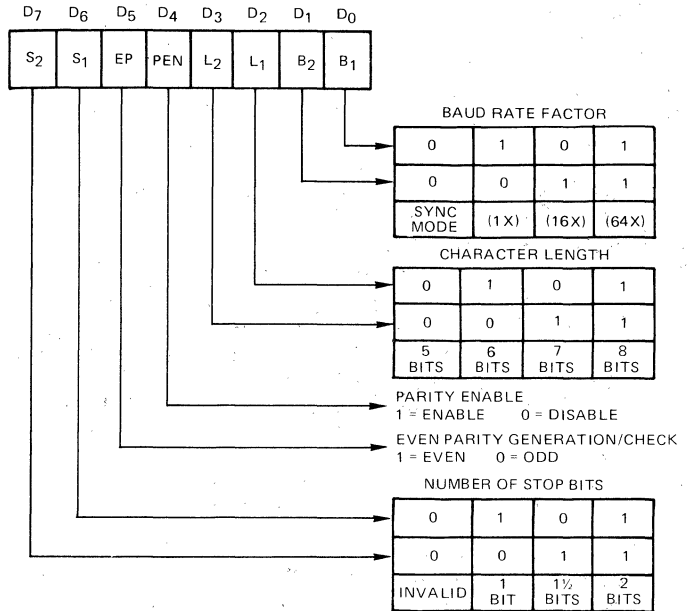 D7 D6 D5 D4 D3 D2 D1 D0
S2 S1 EP PEN L2 L1 B2 B1
BAUD RATE FACTOR
0 1 0 1
0 0 1 1
SYNC MODE (1X) (16X) (64X)
CHARACTER LENGTH
0 1 0 1
0 0 1 1
5 BITS 6 BITS 7 BITS 8 BITS
PARITY ENABLE
1 = ENABLE 0 = DISABLE
EVEN PARITY GENERATION/CHECK
1 = EVEN 0 = ODD
NUMBER OF STOP BITS
0 1 0 1
0 0 1 1
INVALID 1 BIT 1½ BITS 2 BITS